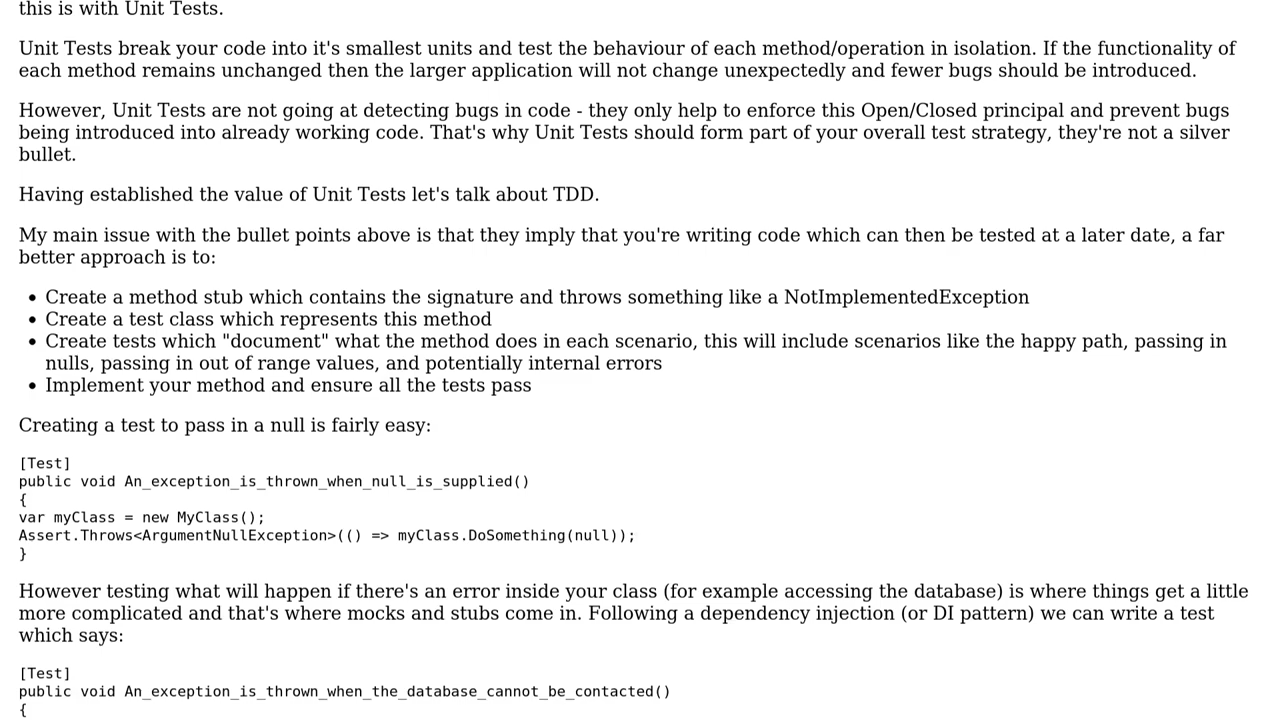 this is with Unit Tests.
Unit Tests break your code into it's smallest units and test the behaviour of each method/operation in isolation. If the functionality of
each method remains unchanged then the larger application will not change unexpectedly and fewer bugs should be introduced.
However, Unit Tests are not going at detecting bugs in code - they only help to enforce this Open/Closed principal and prevent bugs
being introduced into already working code. That's why Unit Tests should form part of your overall test strategy, they're not a silver
bullet.
Having established the value of Unit Tests let's talk about TDD.
My main issue with the bullet points above is that they imply that you're writing code which can then be tested at a later date, a far
better approach is to:
• Create a method stub which contains the signature and throws something like a NotImplementedException
• Create a test class which represents this method
• Create tests which "document" what the method does in each scenario, this will include scenarios like the happy path, passing in
nulls, passing in out of range values, and potentially internal errors
• Implement your method and ensure all the tests pass
Creating a test to pass in a null is fairly easy:
[Test]
public void An_exception_is_thrown_when_null_is_supplied()
{
var myClass = new MyClass();
Assert.Throws<ArgumentNullException>(() => myClass.DoSomething(null));
}
However testing what will happen if there's an error inside your class (for example accessing the database) is where things get a little
more complicated and that's where mocks and stubs come in. Following a dependency injection (or DI pattern) we can write a test
which says:
[Test]
public void An_exception_is_thrown_when_the_database_cannot_be_contacted()
{